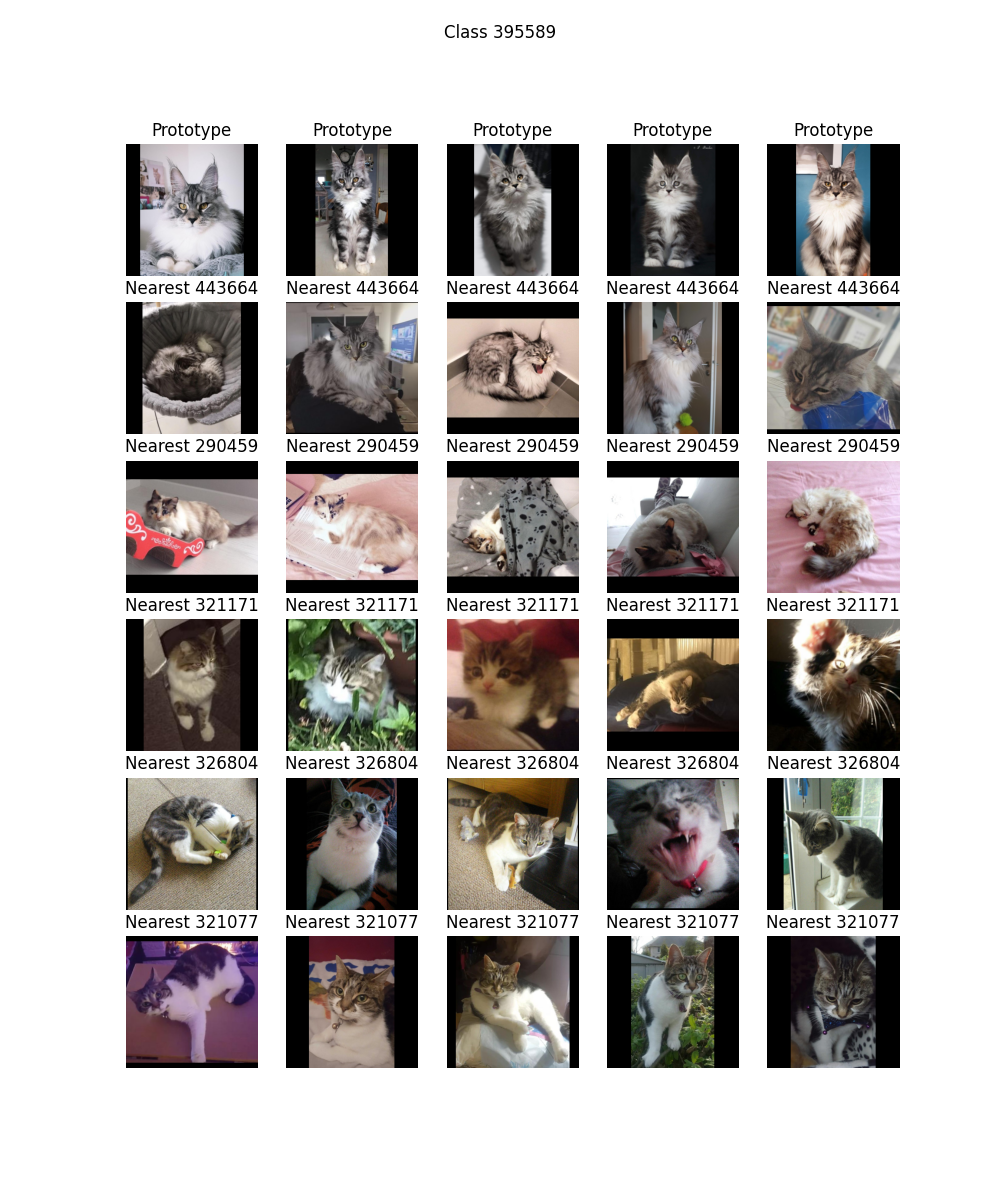 Class 395589
Prototype Prototype Prototype Prototype Prototype
Nearest 443664 Nearest 443664 Nearest 443664 Nearest 443664 Nearest 443664
Nearest 290459 Nearest 290459 Nearest 290459 Nearest 290459 Nearest 290459
Nearest 321171 Nearest 321171 Nearest 321171 Nearest 321171 Nearest 321171
Nearest 326804 Nearest 326804 Nearest 326804 Nearest 326804 Nearest 326804
Nearest 321077 Nearest 321077 Nearest 321077 Nearest 321077 Nearest 321077